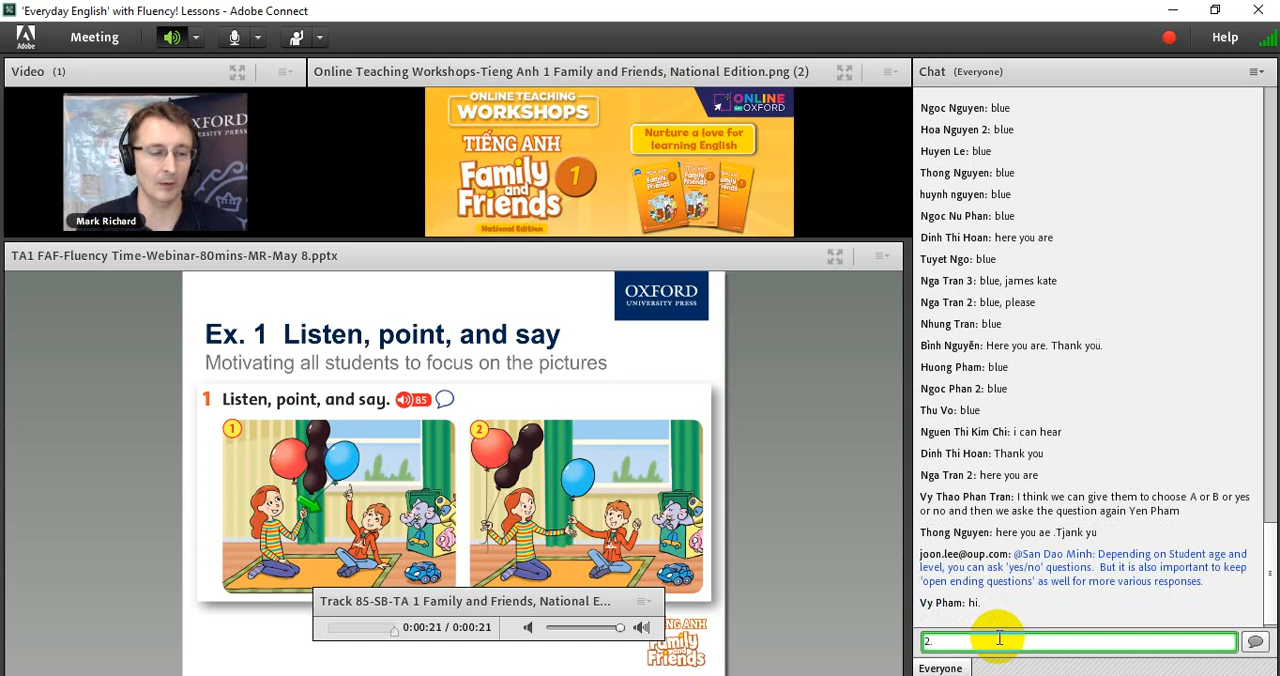 'Everyday English' with Fluency! Lessons - Adobe Connect
Adobe
Meeting
Help
Video (1)
UNIVERSITY PRESS
Mark Richard
Online Teaching Workshops-Tieng Anh 1 Family and Friends, National Edition.png (2)
ONLINE TEACHING
WORKSHOPS
TIẾNG ANH
Family
and
Friends
1
National Edition
ONLINE
OXFORD
Nurture a love for
learning English
TA1 FAF-Fluency Time-Webinar-80mins-MR-May 8.pptx
OXFORD
UNIVERSITY PRESS
Ex. 1 Listen, point, and say
Motivating all students to focus on the pictures
1 Listen, point, and say. 85
1
2
Track 85-SB-TA 1 Family and Friends, National E...
0:00:21 / 0:00:21
Family
and
Friends
Chat (Everyone)
Ngoc Nguyen: blue
Hoa Nguyen 2: blue
Huyen Le: blue
Thong Nguyen: blue
huynh nguyen: blue
Ngoc Nu Phan: blue
Dinh Thi Hoan: here you are
Tuyet Ngo: blue
Nga Tran 3: blue, james kate
Nga Tran 2: blue, please
Nhung Tran: blue
Bình Nguyễn: Here you are. Thank yoü.
Huong Pham: blue
Ngoc Phan 2: blue
Thu Vo: blue
Nguen Thi Kim Chi: i can hear
Dinh Thi Hoan: Thank you
Nga Tran 2: here you are
Vy Thao Phan Tran: I think we can give them to choose A or B or yes
or no and then we aske the question again Yen Pham
Thong Nguyen: here you ae .Tjank yu
joon.lee@oup.com: @San Dao Minh: Depending on Student age and
level, you can ask 'yes/no' questions. But it is also important to keep
'open ending questions' as well for more various responses.
Vy Pham: hi.
2.
Everyone